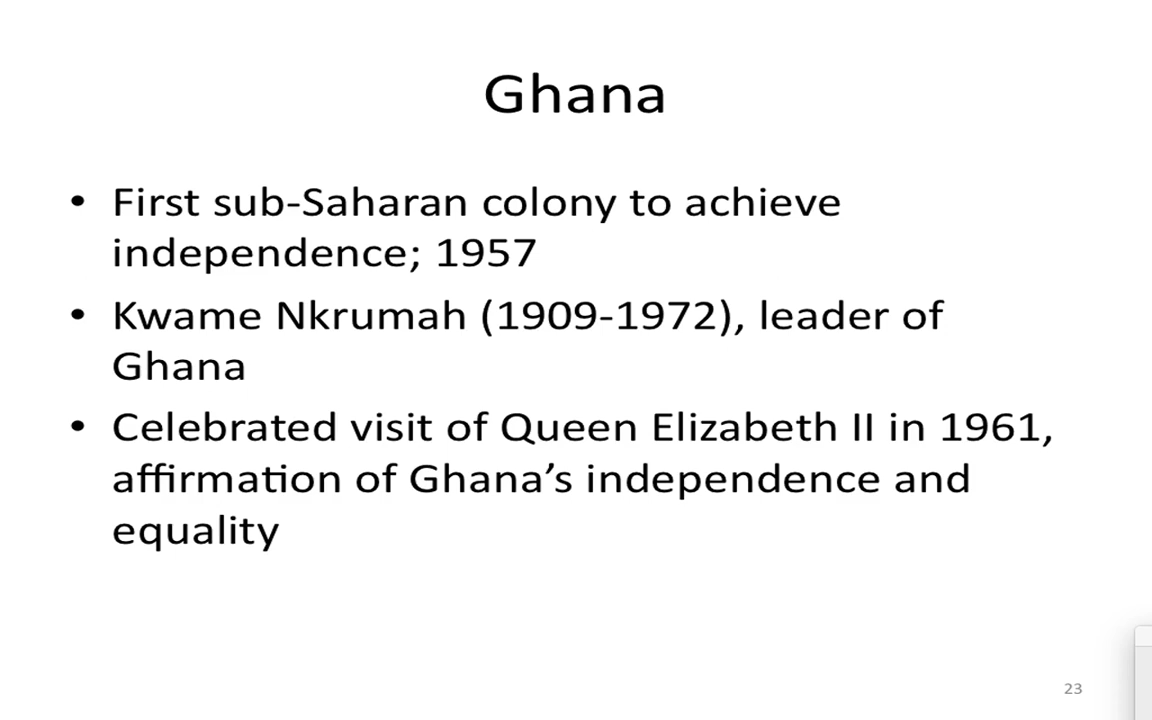 Ghana
• First sub-Saharan colony to achieve
independence; 1957
• Kwame Nkrumah (1909-1972), leader of
Ghana
• Celebrated visit of Queen Elizabeth II in 1961,
affirmation of Ghana’s independence and
equality
23